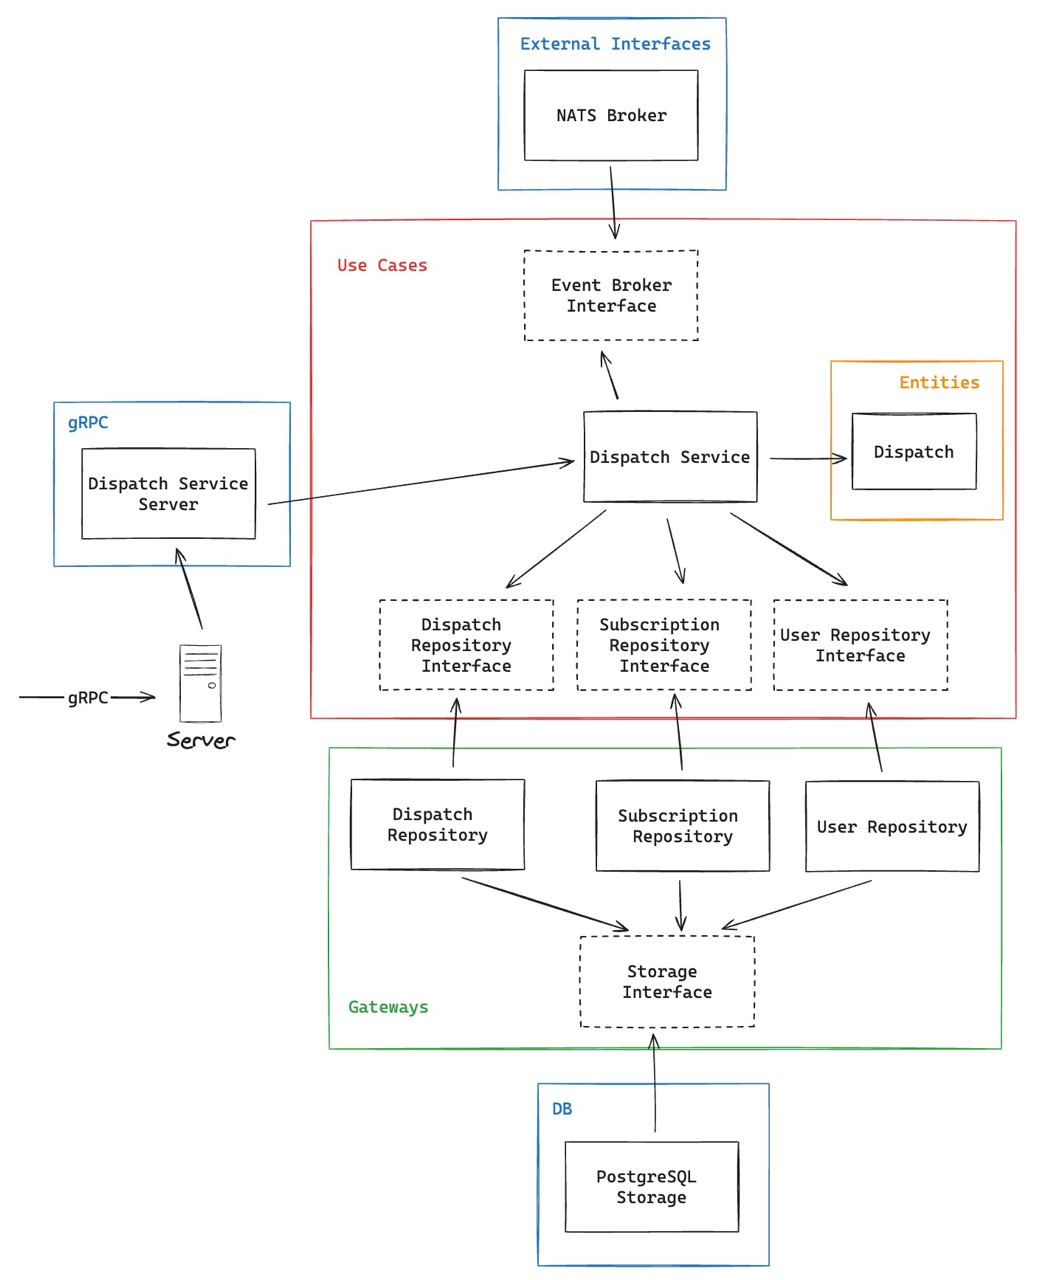 External Interfaces
NATS Broker
Use Cases
Event Broker
Interface
Entities
Dispatch
gRPC
Dispatch Service
Server
Dispatch Service
Dispatch
Repository
Interface
Subscription
Repository
Interface
User Repository
Interface
gRPC
Server
Dispatch
Repository
Subscription
Repository
User Repository
Storage
Interface
Gateways
DB
PostgreSQL
Storage